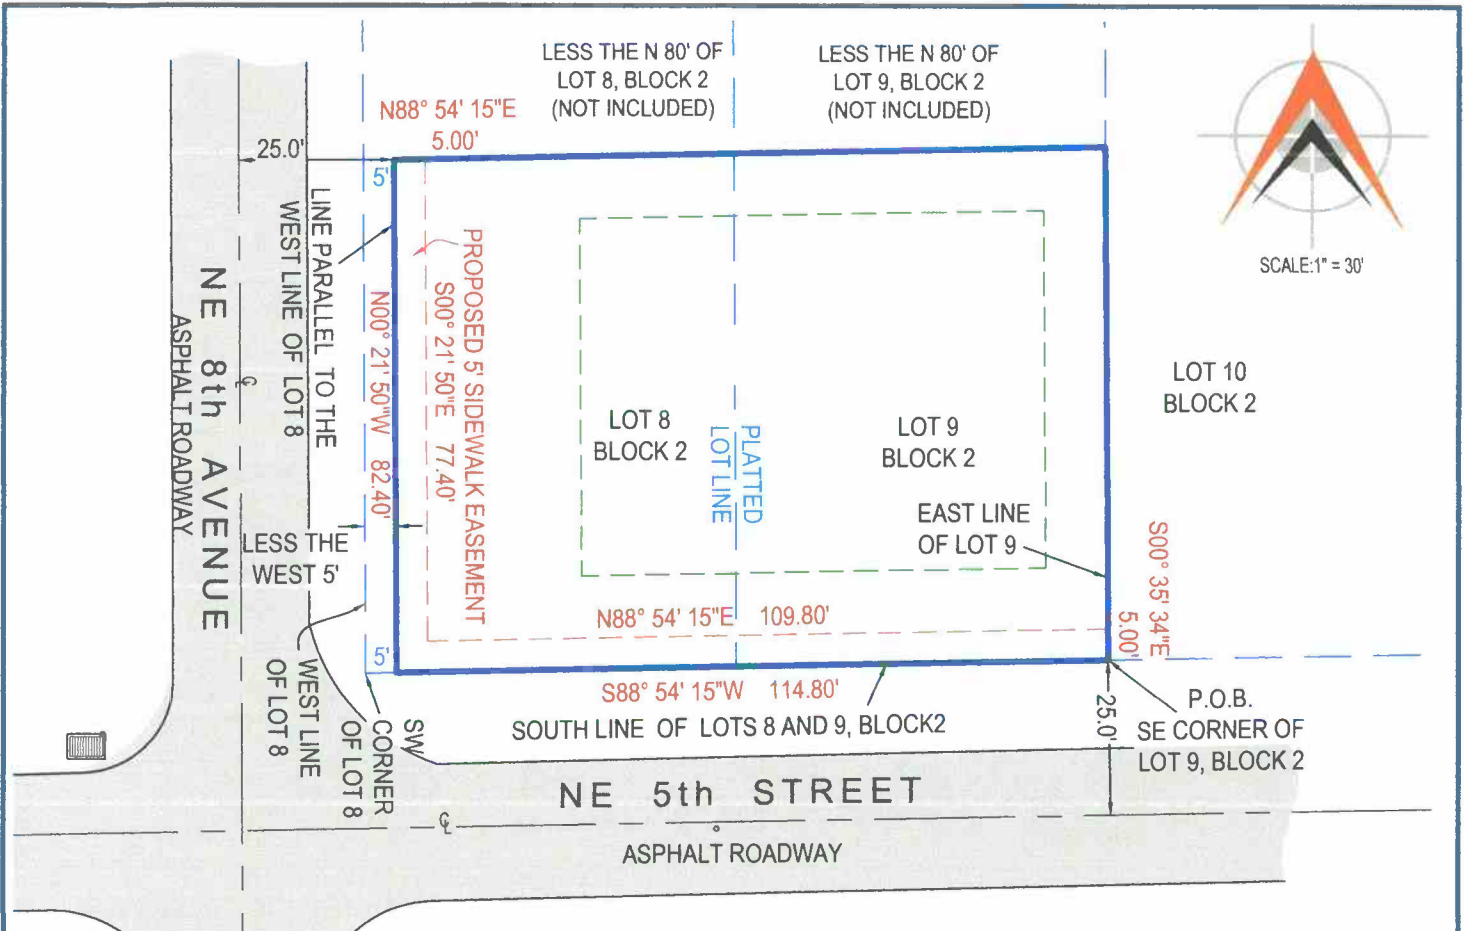 LESS THE N 80' OF
LOT 8, BLOCK 2
(NOT INCLUDED)
LESS THE N 80' OF
LOT 9, BLOCK 2
(NOT INCLUDED)
N88° 54' 15"E
5.00'
25.0'
5'
SCALE:1" = 30'
LINE PARALLEL TO THE
WEST LINE OF LOT 8
NE 8th AVENUE
ASPHALT ROADWAY
℄
N00° 21' 50"W 82.40'
PROPOSED 5' SIDEWALK EASEMENT
S00° 21' 50"E 77.40'
LOT 8
BLOCK 2
PLATTED
LOT LINE
LOT 9
BLOCK 2
LOT 10
BLOCK 2
EAST LINE
OF LOT 9
LESS THE
WEST 5'
N88° 54' 15"E 109.80'
S00° 35' 34"E
5.00'
5'
WEST LINE
OF LOT 8
SW
CORNER
OF LOT 8
S88° 54' 15"W 114.80'
SOUTH LINE OF LOTS 8 AND 9, BLOCK2
25.0'
P.O.B.
SE CORNER OF
LOT 9, BLOCK 2
NE 5th STREET
℄
ASPHALT ROADWAY